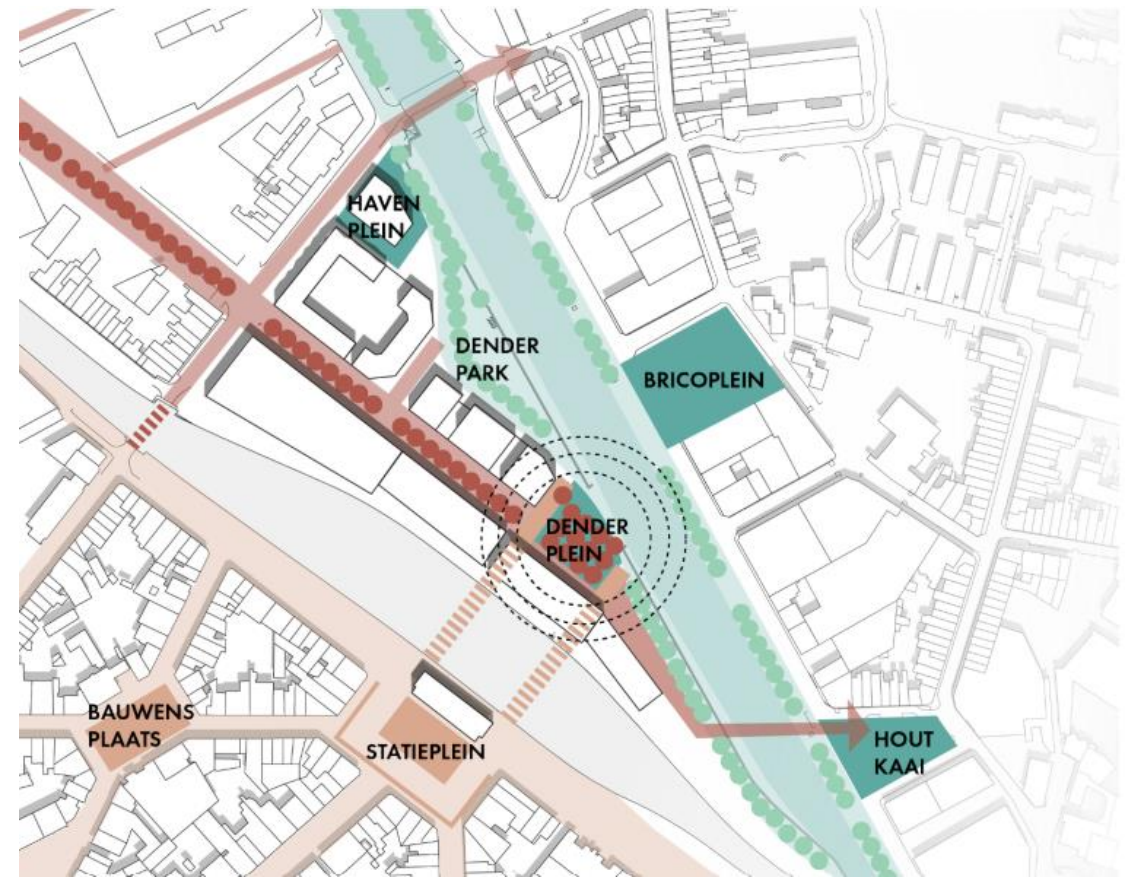 HAVEN
PLEIN
DENDER
PARK
BRICOPLEIN
DENDER
PLEIN
BAUWENS
PLAATS
STATIEPLEIN
HOUT
KAAI